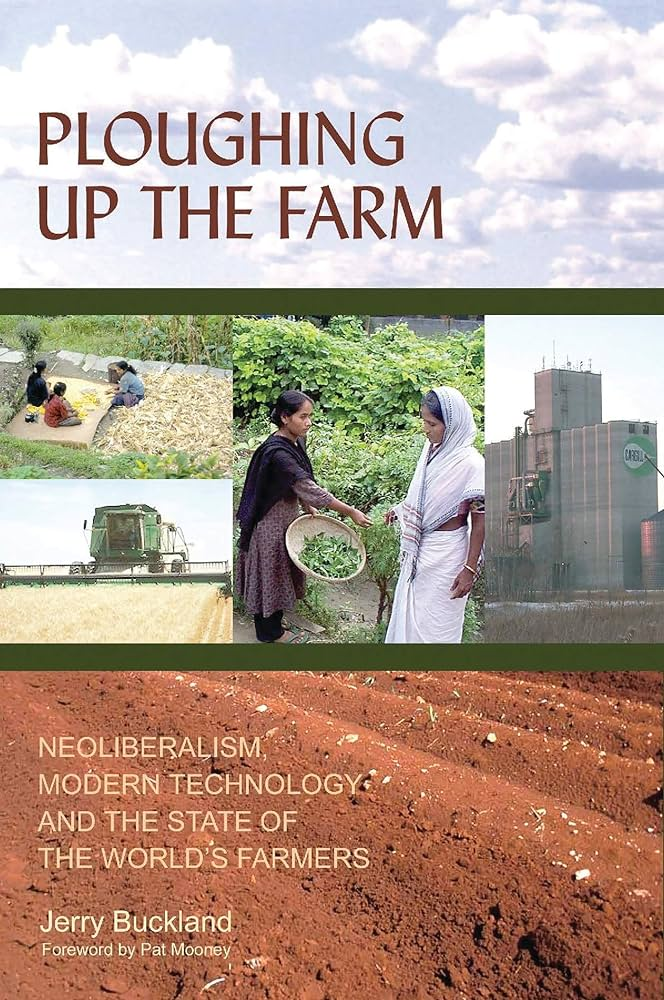 PLOUGHING
UP THE FARM
CARGILL
NEOLIBERALISM,
MODERN TECHNOLOGY
AND THE STATE OF
THE WORLD'S FARMERS
Jerry Buckland
Foreword by Pat Mooney